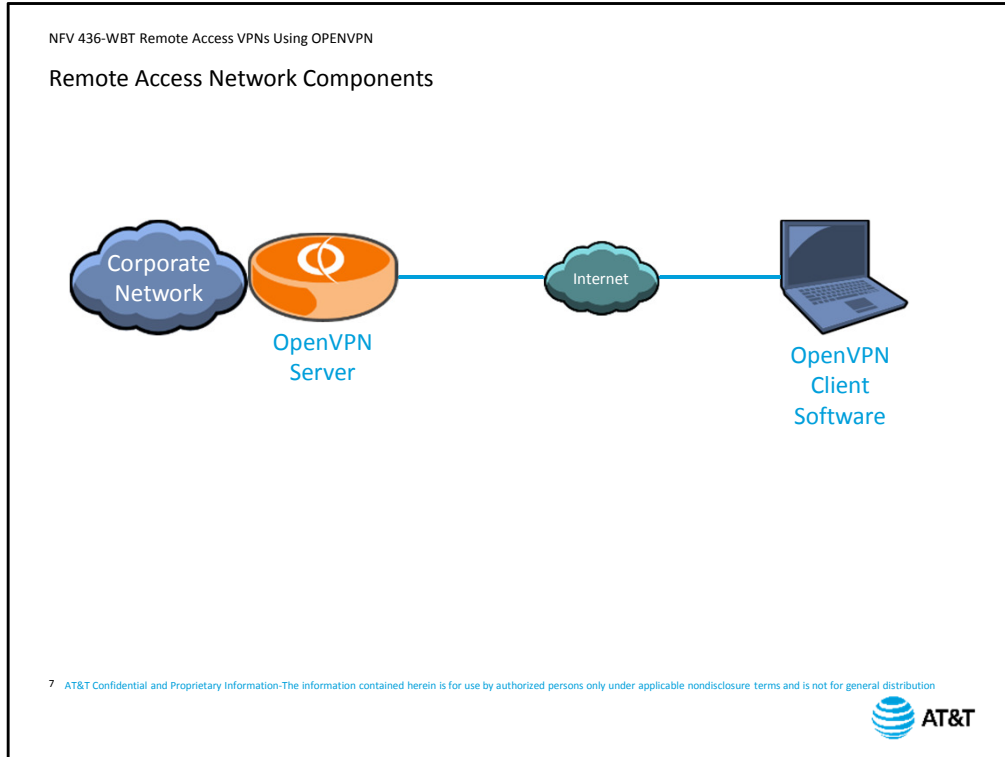 NFV 436-WBT Remote Access VPNs Using OPENVPN
Remote Access Network Components
Corporate
Network
OpenVPN
Server
Internet
OpenVPN
Client
Software
7 AT&T Confidential and Proprietary Information-The information contained herein is for use by authorized persons only under applicable nondisclosure terms and is not for general distribution
AT&T